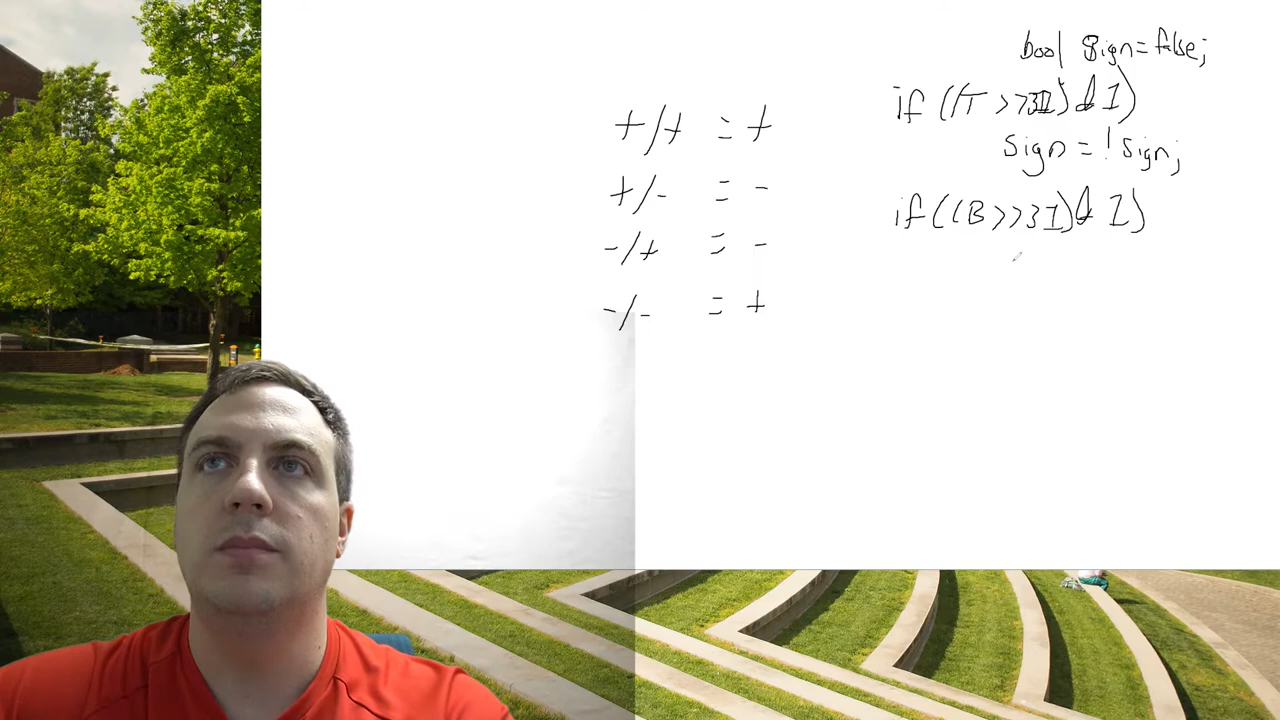 +/+ = +
+/- = -
-/+ = -
-/- = +
bool sign=false;
if ((T >>31) & 1)
sign = !sign;
if ((B>>31) & 1)